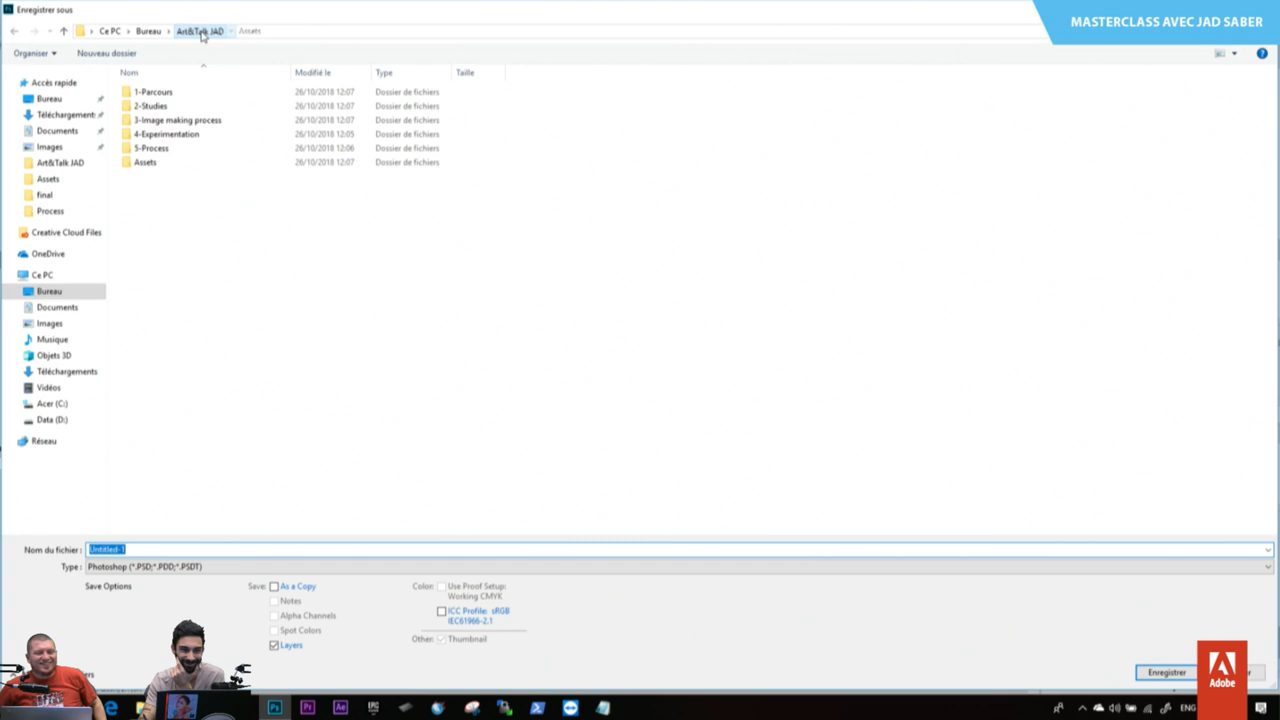 Enregistrer sous
MASTERCLASS AVEC JAD SABER
Ce PC
Bureau
Art&Talk JAD
Assets
Organiser
Nouveau dossier
Nom
Modifié le
Type
Taille
Accès rapide
Bureau
Téléchargement:
Documents
Images
Art&Talk JAD
Assets
final
Process
Creative Cloud Files
OneDrive
Ce PC
Bureau
Documents
Images
Musique
Objets 3D
Téléchargements
Vidéos
Acer (C:)
Data (D:)
Réseau
1-Parcours 26/10/2018 12:07 Dossier de fichiers
2-Studies 26/10/2018 12:07 Dossier de fichiers
3-Image making process 26/10/2018 12:07 Dossier de fichiers
4-Experimentation 26/10/2018 12:05 Dossier de fichiers
5-Process 26/10/2018 12:06 Dossier de fichiers
Assets 26/10/2018 12:07 Dossier de fichiers
Nom du fichier : Untitled-1
Type : Photoshop (*.PSD;*.PDD;*.PSDT)
Save Options
Save: As a Copy
Notes
Alpha Channels
Spot Colors
Layers
Color: Use Proof Setup:
Working CMYK
ICC Profile: sRGB
IEC61966-2.1
Other: Thumbnail
Enregistrer
Adobe
Ps
Pr
Ae
ENG